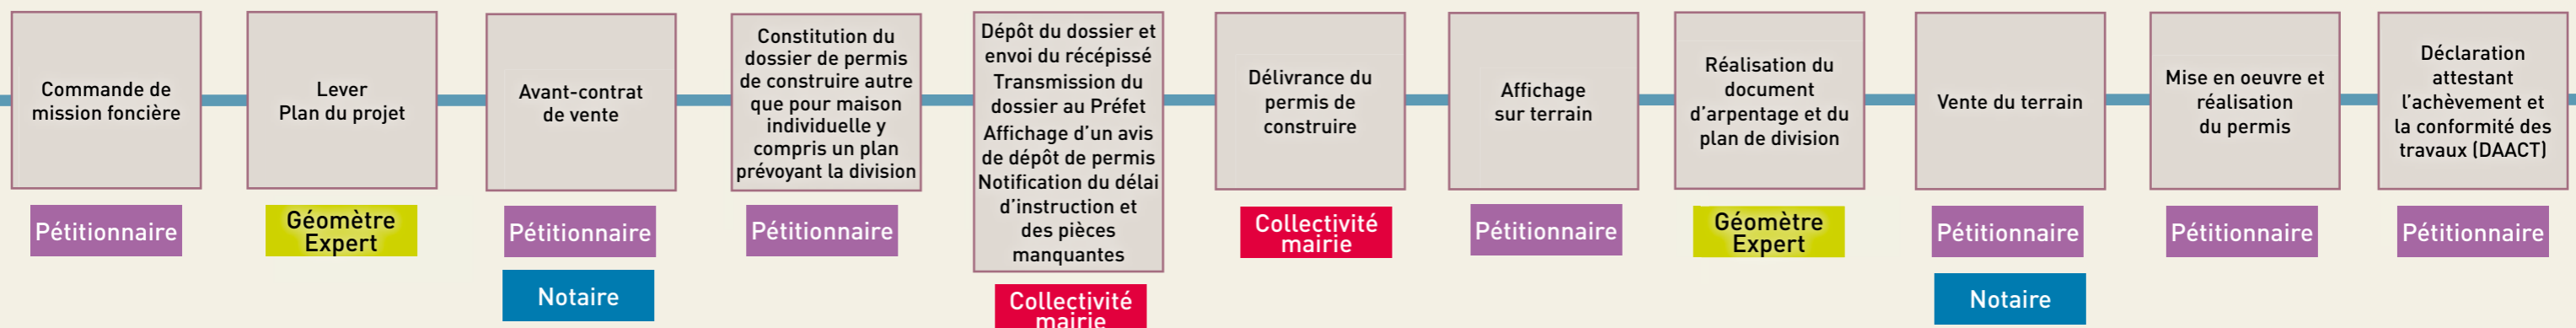 Commande de
mission foncière
Pétitionnaire
Lever
Plan du projet
Géomètre
Expert
Avant-contrat
de vente
Pétitionnaire
Notaire
Constitution du
dossier de permis
de construire autre
que pour maison
individuelle y
compris un plan
prévoyant la division
Pétitionnaire
Dépôt du dossier et
envoi du récépissé
Transmission du
dossier au Préfet
Affichage d'un avis
de dépôt de permis
Notification du délai
d'instruction et
des pièces
manquantes
Collectivité
mairie
Délivrance du
permis de
construire
Collectivité
mairie
Affichage
sur terrain
Pétitionnaire
Réalisation du
document
d'arpentage et du
plan de division
Géomètre
Expert
Vente du terrain
Pétitionnaire
Notaire
Mise en oeuvre et
réalisation
du permis
Pétitionnaire
Déclaration
attestant
l'achèvement et
la conformité des
travaux (DAACT)
Pétitionnaire